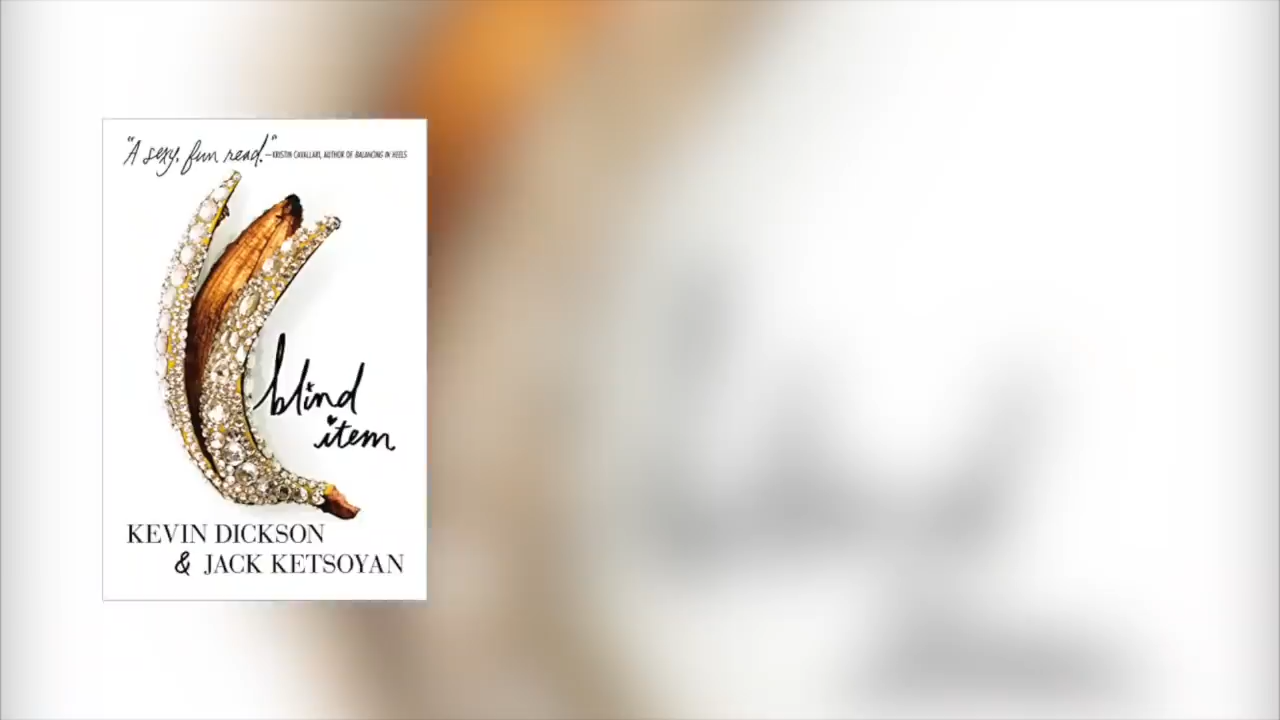 "A sexy, fun read."—KRISTIN CAVALLARI, AUTHOR OF BALANCING IN HEELS
blind
item
KEVIN DICKSON
& JACK KETSOYAN